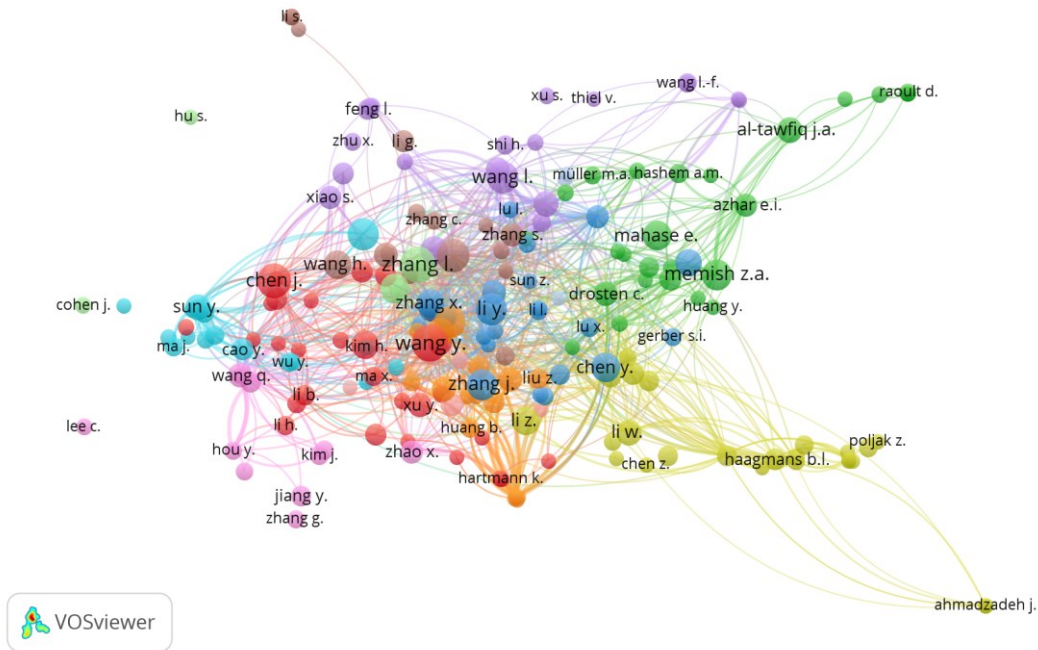 li s.
wang l.-f.
raoult d.
xu s.
thiel v.
feng l.
hu s.
al-tawfiq j.a.
zhu x.
li g.
shi h.
müller m.a.
hashem a.m.
wang l.
xiao s.
lu l.
azhar e.i.
zhang c.
zhang s.
mahase e.
wang h.
zhang l.
memish z.a.
chen j.
sun z.
drosten c.
cohen j.
sun y.
zhang x.
li y.
li l.
huang y.
lu x.
gerber s.i.
ma j.
cao y.
kim h.
wang y.
wu y.
chen y.
wang q.
ma x.
zhang j.
liu z.
li b.
xu y.
li z.
lee c.
li h.
huang b.
li w.
poljak z.
hou y.
kim j.
zhao x.
chen z.
haagmans b.l.
hartmann k.
jiang y.
zhang g.
ahmadzadeh j.
VOSviewer